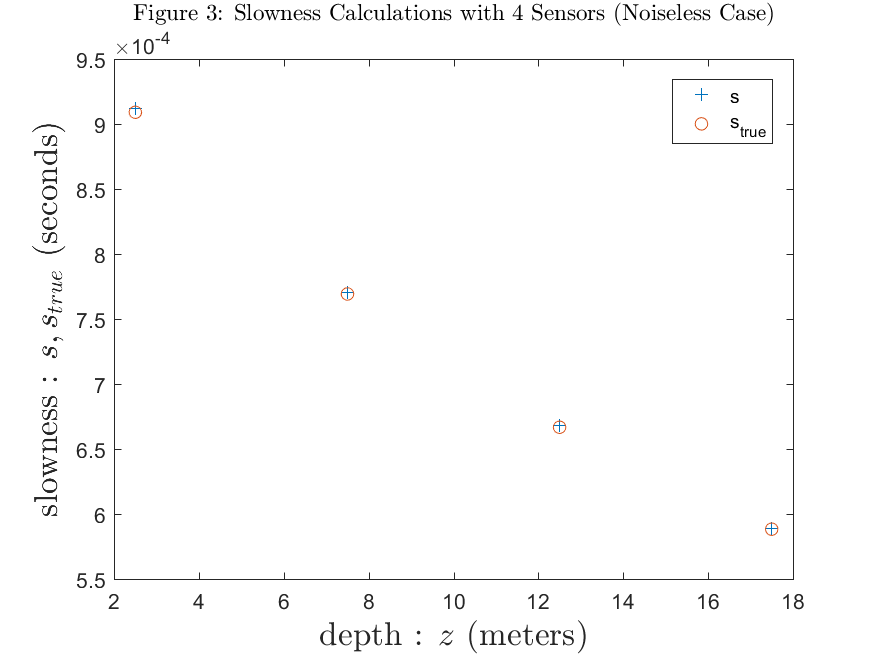 Figure 3: Slowness Calculations with 4 Sensors (Noiseless Case)
×10-4
9.5
9
8.5
8
7.5
7
6.5
6
5.5
2 4 6 8 10 12 14 16 18
slowness : s, strue (seconds)
depth : z (meters)
s
strue